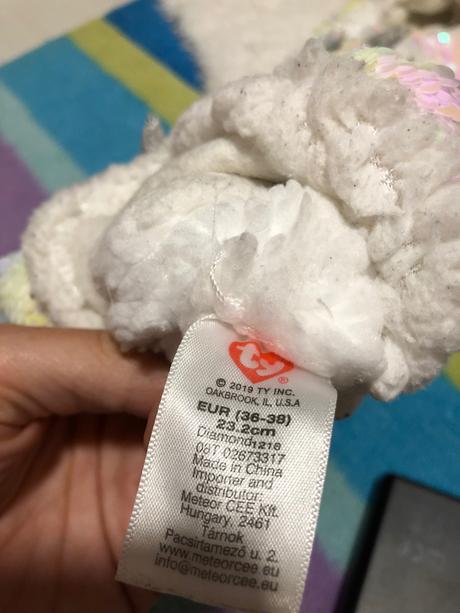 ty
© 2019 TY INC.
OAKBROOK, IL, U.S.A
EUR (36-38)
23.2cm
Diamond1216
08T 02673317
Made in China
Importer and
distributor:
Meteor CEE Kft.
Hungary, 2461
Tárnok
Pacsirtamező u. 2.
www.meteorcee.eu
info@meteorcee.eu